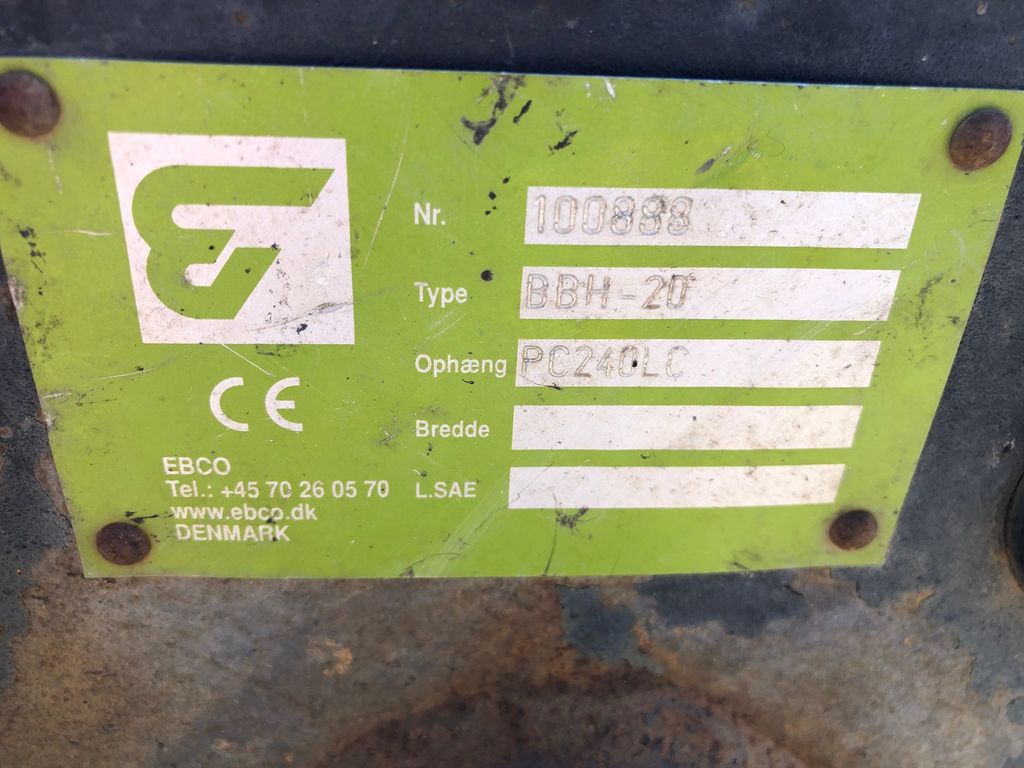 Nr. 100888
Type BBH-20
Ophæng PC240LC
Bredde
L.SAE
CE
EBCO
Tel.: +45 70 26 05 70
www.ebco.dk
DENMARK